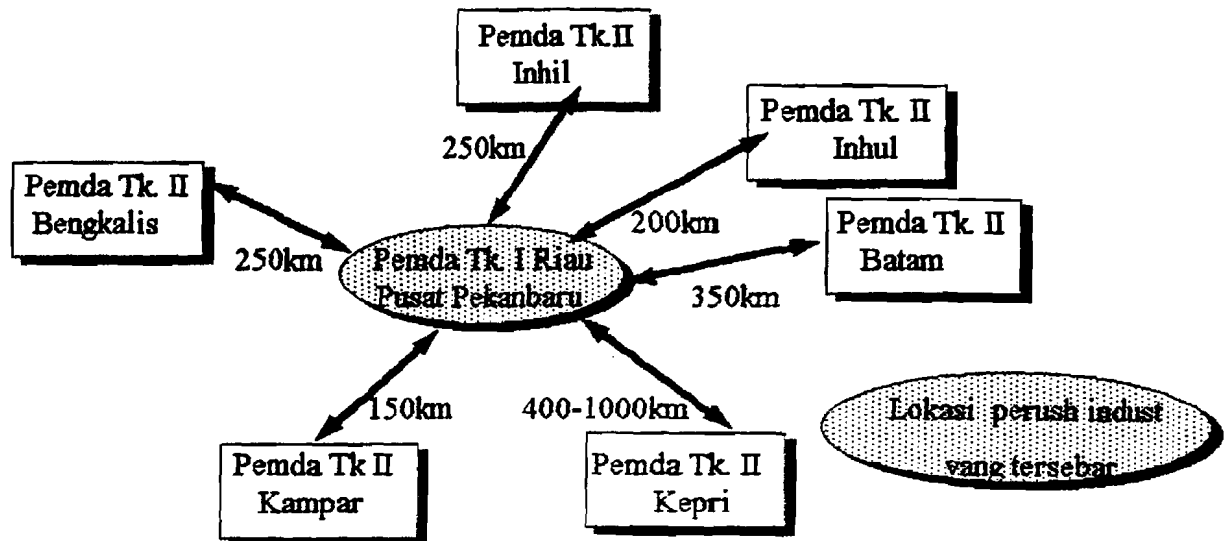 Pemda Tk.II
Inhil
250km
Pemda Tk. II
Inhul
200km
Pemda Tk. II
Bengkalis
250km
Pemda Tk. I Riau
Pusat Pekanbaru
Pemda Tk. II
Batam
350km
150km
Pemda Tk II
Kampar
400-1000km
Pemda Tk. II
Kepri
Lokasi perush indust
yang tersebar